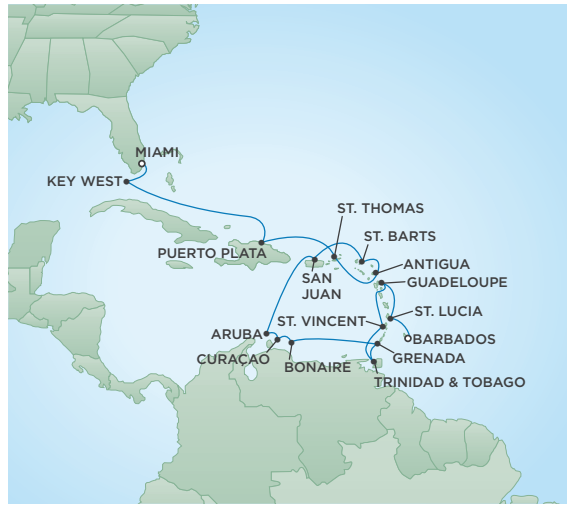 MIAMI
KEY WEST
ST. THOMAS
ST. BARTS
PUERTO PLATA
ANTIGUA
SAN
JUAN
GUADELOUPE
ST. LUCIA
ST. VINCENT
ARUBA
BARBADOS
CURAÇAO
GRENADA
BONAIRE
TRINIDAD & TOBAGO